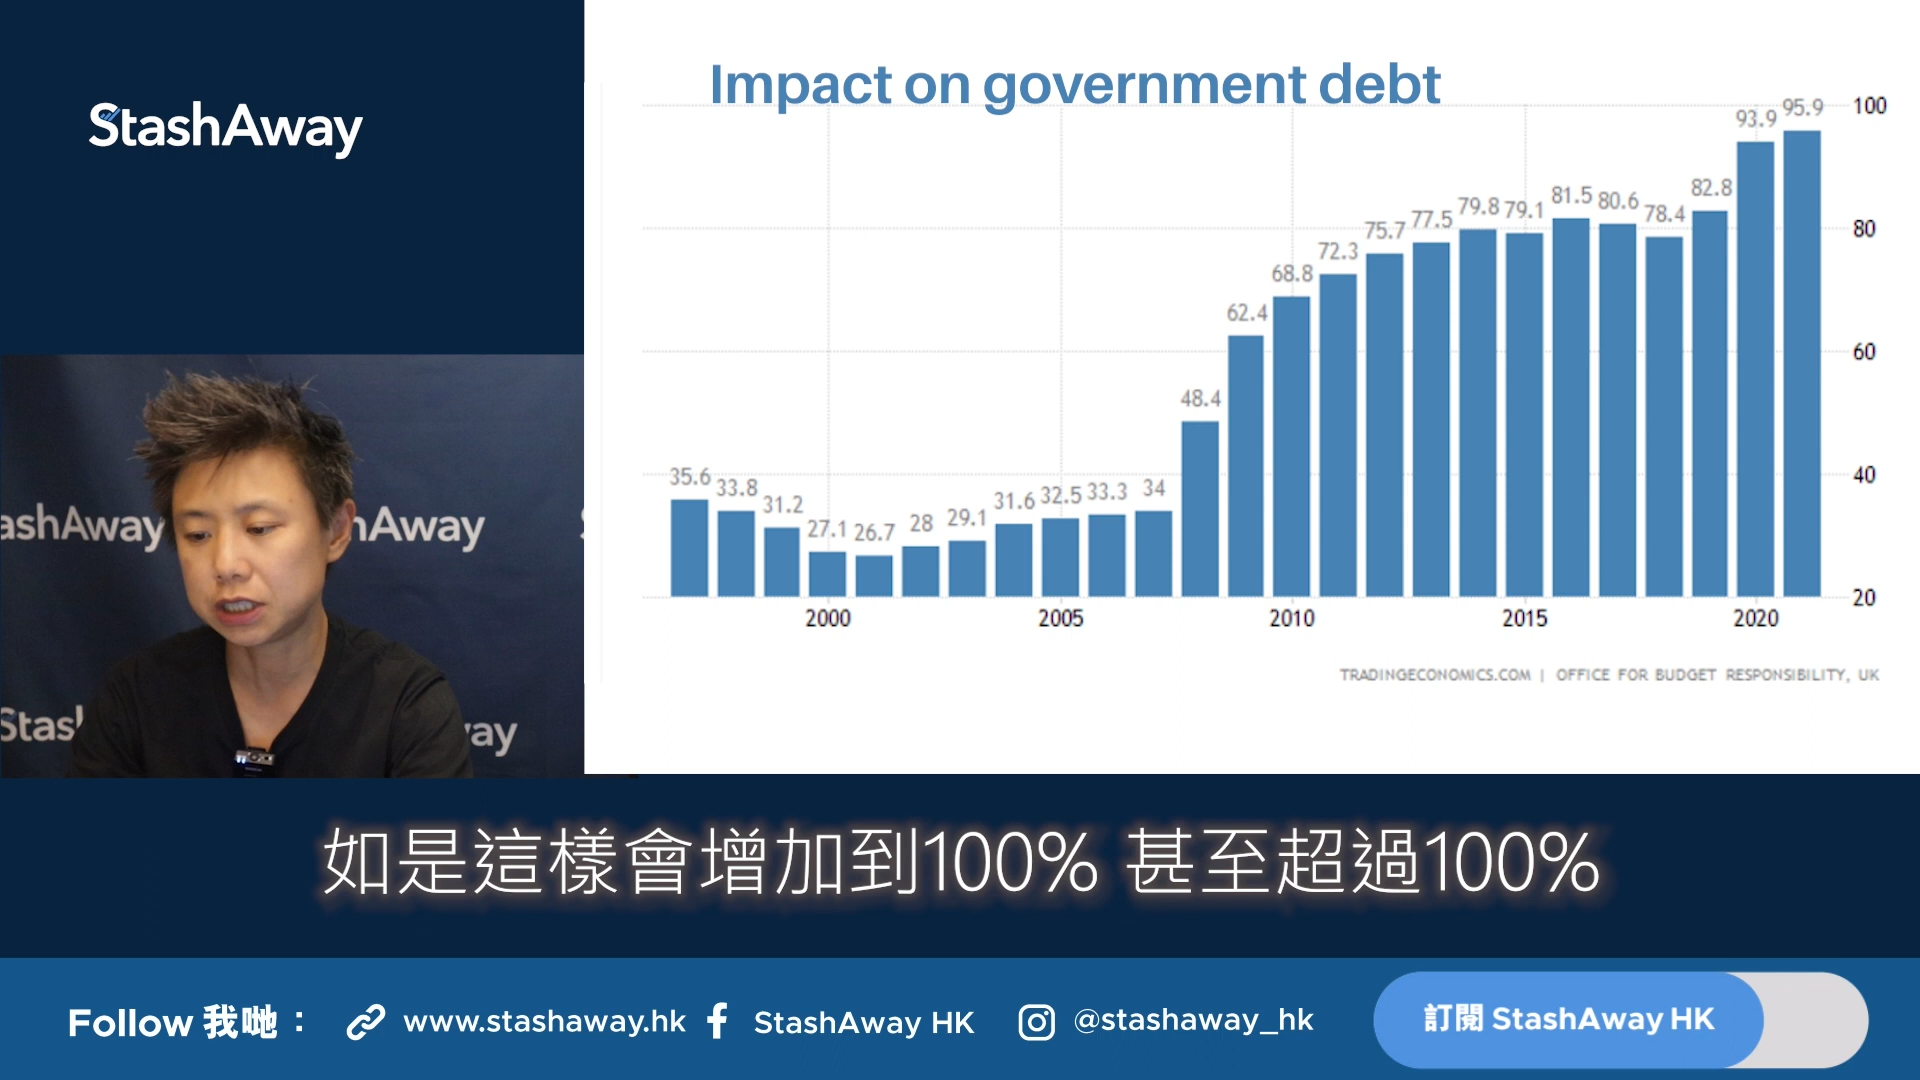 StashAway
Impact on government debt
100
80
60
40
20
35.6
33.8
31.2
27.1
26.7
28
29.1
31.6
32.5
33.3
34
48.4
62.4
68.8
72.3
75.7
77.5
79.8
79.1
81.5
80.6
78.4
82.8
93.9
95.9
2000
2005
2010
2015
2020
TRADINGECONOMICS.COM | OFFICE FOR BUDGET RESPONSIBILITY, UK
ashAway
hAway
Stas
way
如是這樣會增加到100% 甚至超過100%
Follow 我哋：
www.stashaway.hk
StashAway HK
@stashaway_hk
訂閱 StashAway HK